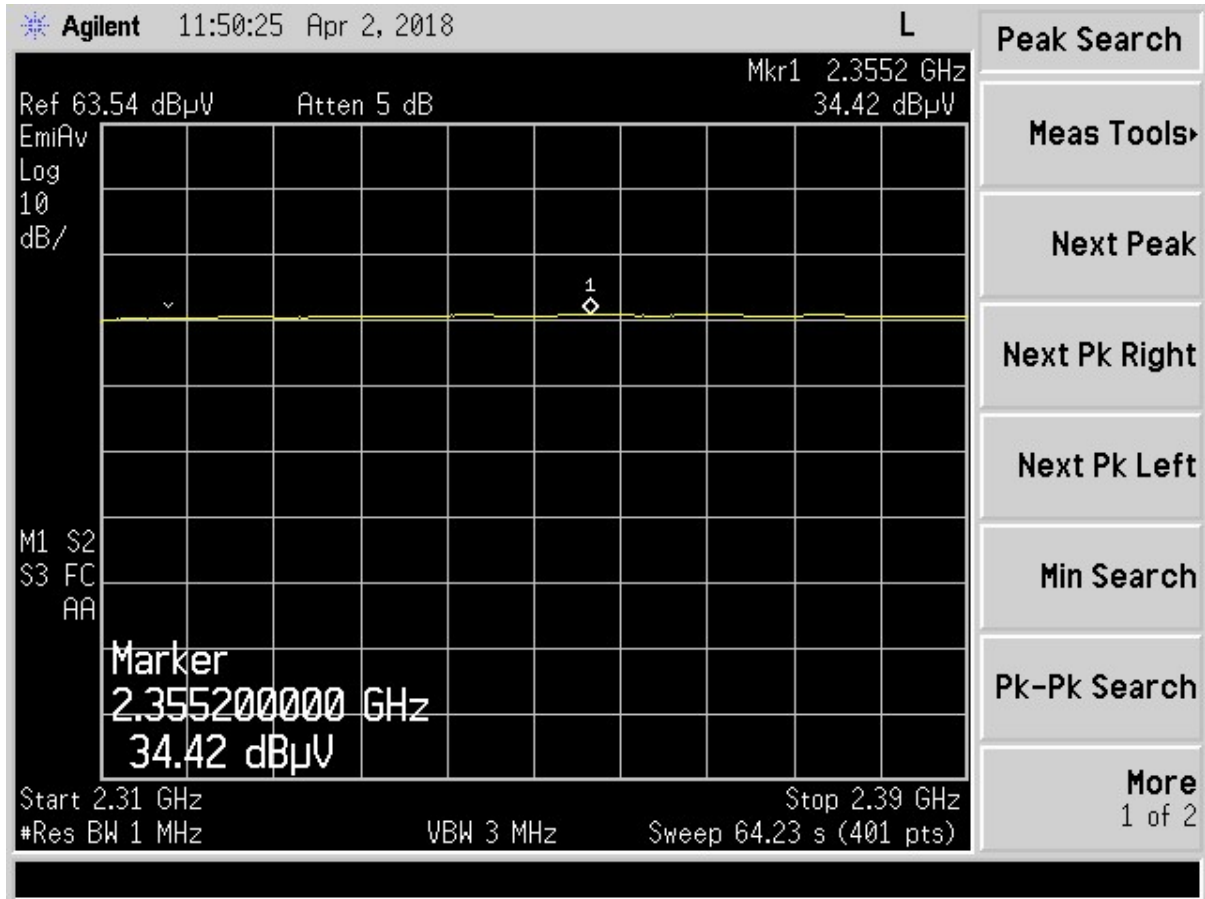 Agilent 11:50:25 Apr 2, 2018 L
Mkr1 2.3552 GHz
Ref 63.54 dBµV Atten 5 dB 34.42 dBµV
EmiAv
Log
10
dB/
1
M1 S2
S3 FC
AA
Marker
2.355200000 GHz
34.42 dBµV
Start 2.31 GHz Stop 2.39 GHz
#Res BW 1 MHz VBW 3 MHz Sweep 64.23 s (401 pts)
Peak Search
Meas Tools
Next Peak
Next Pk Right
Next Pk Left
Min Search
Pk-Pk Search
More
1 of 2